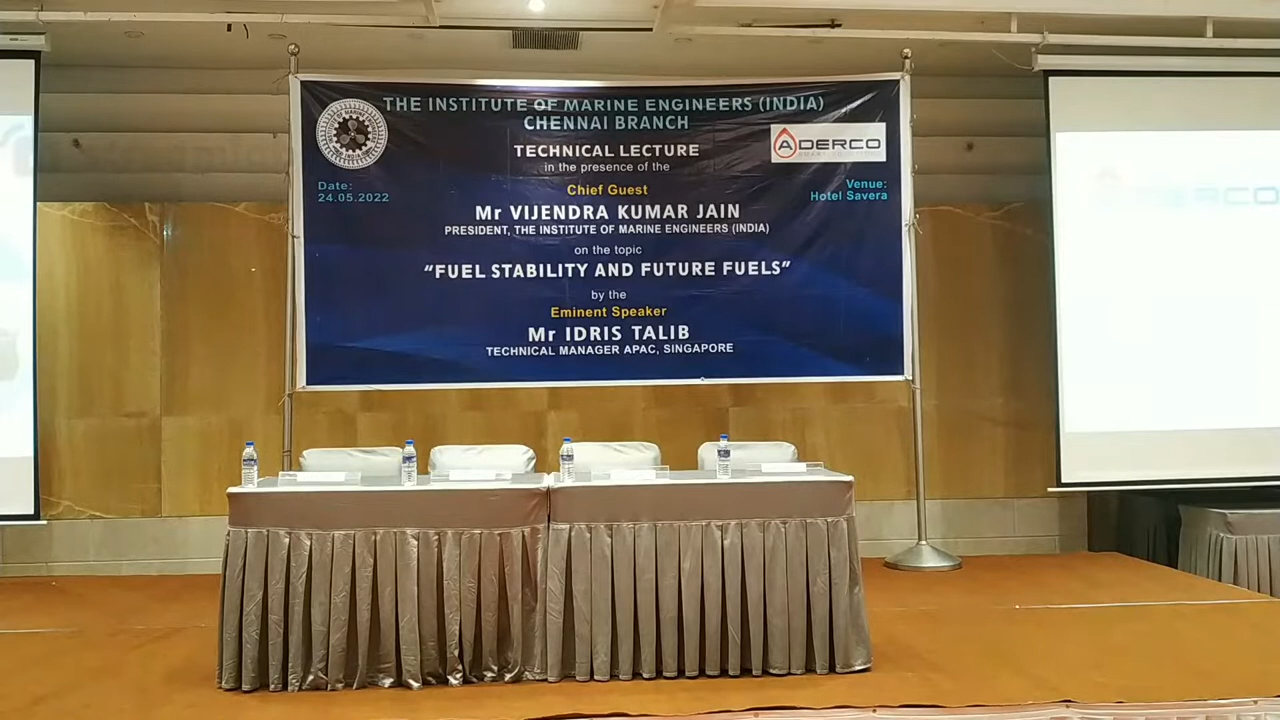 THE INSTITUTE OF MARINE ENGINEERS (INDIA)
CHENNAI BRANCH
ADERCO
TECHNICAL LECTURE
in the presence of the
Date:
24.05.2022
Chief Guest
Venue:
Hotel Savera
Mr VIJENDRA KUMAR JAIN
PRESIDENT, THE INSTITUTE OF MARINE ENGINEERS (INDIA)
on the topic
“FUEL STABILITY AND FUTURE FUELS”
by the
Eminent Speaker
Mr IDRIS TALIB
TECHNICAL MANAGER APAC, SINGAPORE
ADERCO